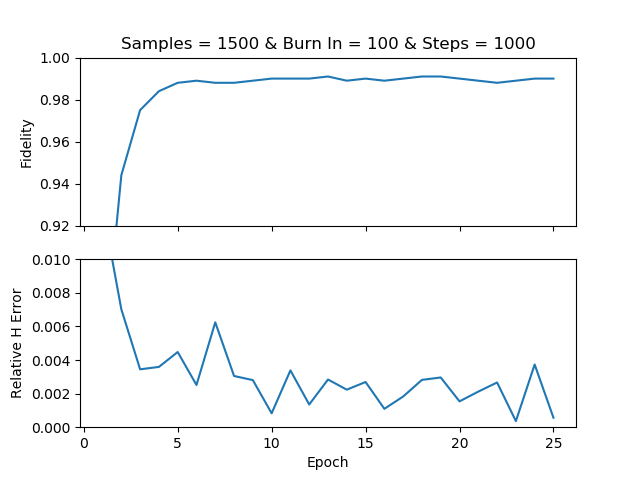 Samples = 1500 & Burn In = 100 & Steps = 1000
1.00
0.98
0.96
0.94
0.92
Fidelity
0.010
0.008
0.006
0.004
0.002
0.000
Relative H Error
0 5 10 15 20 25
Epoch